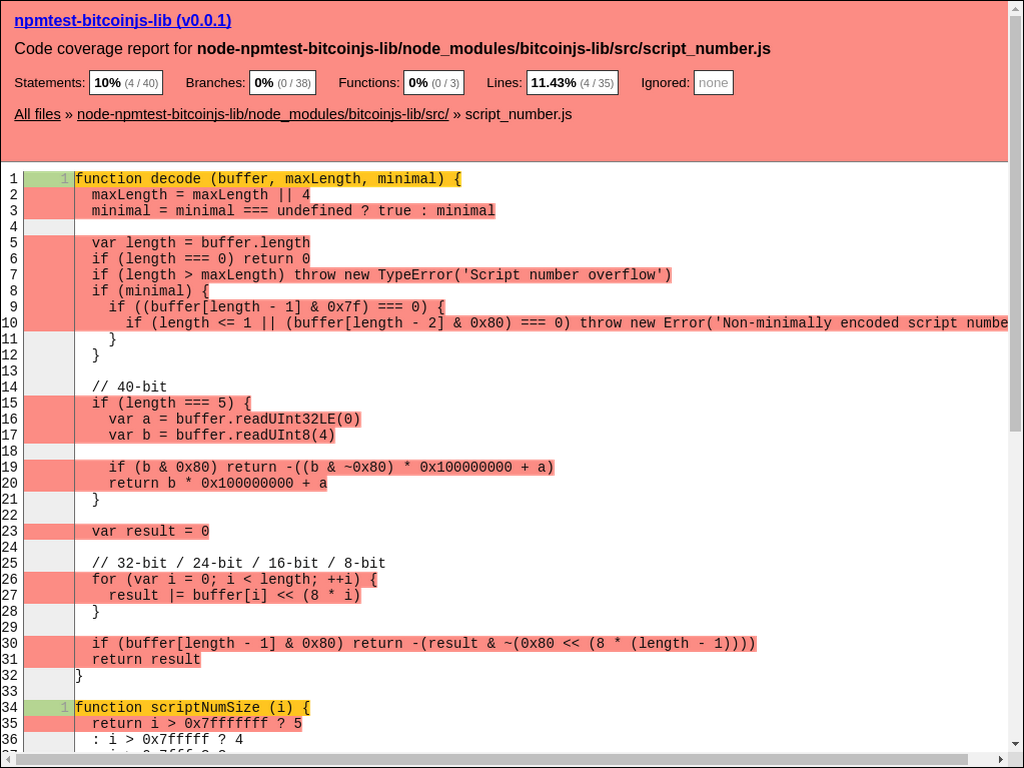 npmtest-bitcoinjs-lib (v0.0.1)
Code coverage report for node-npmtest-bitcoinjs-lib/node_modules/bitcoinjs-lib/src/script_number.js
Statements: 10% (4 / 40) Branches: 0% (0 / 38) Functions: 0% (0 / 3) Lines: 11.43% (4 / 35) Ignored: none
All files » node-npmtest-bitcoinjs-lib/node_modules/bitcoinjs-lib/src/ » script_number.js
1 1 function decode (buffer, maxLength, minimal) {
2 maxLength = maxLength || 4
3 minimal = minimal === undefined ? true : minimal
4
5 var length = buffer.length
6 if (length === 0) return 0
7 if (length > maxLength) throw new TypeError('Script number overflow')
8 if (minimal) {
9 if ((buffer[length - 1] & 0x7f) === 0) {
10 if (length <= 1 || (buffer[length - 2] & 0x80) === 0) throw new Error('Non-minimally encoded script numbe
11 }
12 }
13
14 // 40-bit
15 if (length === 5) {
16 var a = buffer.readUInt32LE(0)
17 var b = buffer.readUInt8(4)
18
19 if (b & 0x80) return -((b & ~0x80) * 0x100000000 + a)
20 return b * 0x100000000 + a
21 }
22
23 var result = 0
24
25 // 32-bit / 24-bit / 16-bit / 8-bit
26 for (var i = 0; i < length; ++i) {
27 result |= buffer[i] << (8 * i)
28 }
29
30 if (buffer[length - 1] & 0x80) return -(result & ~(0x80 << (8 * (length - 1))))
31 return result
32 }
33
34 1 function scriptNumSize (i) {
35 return i > 0x7fffffff ? 5
36 : i > 0x7fffff ? 4